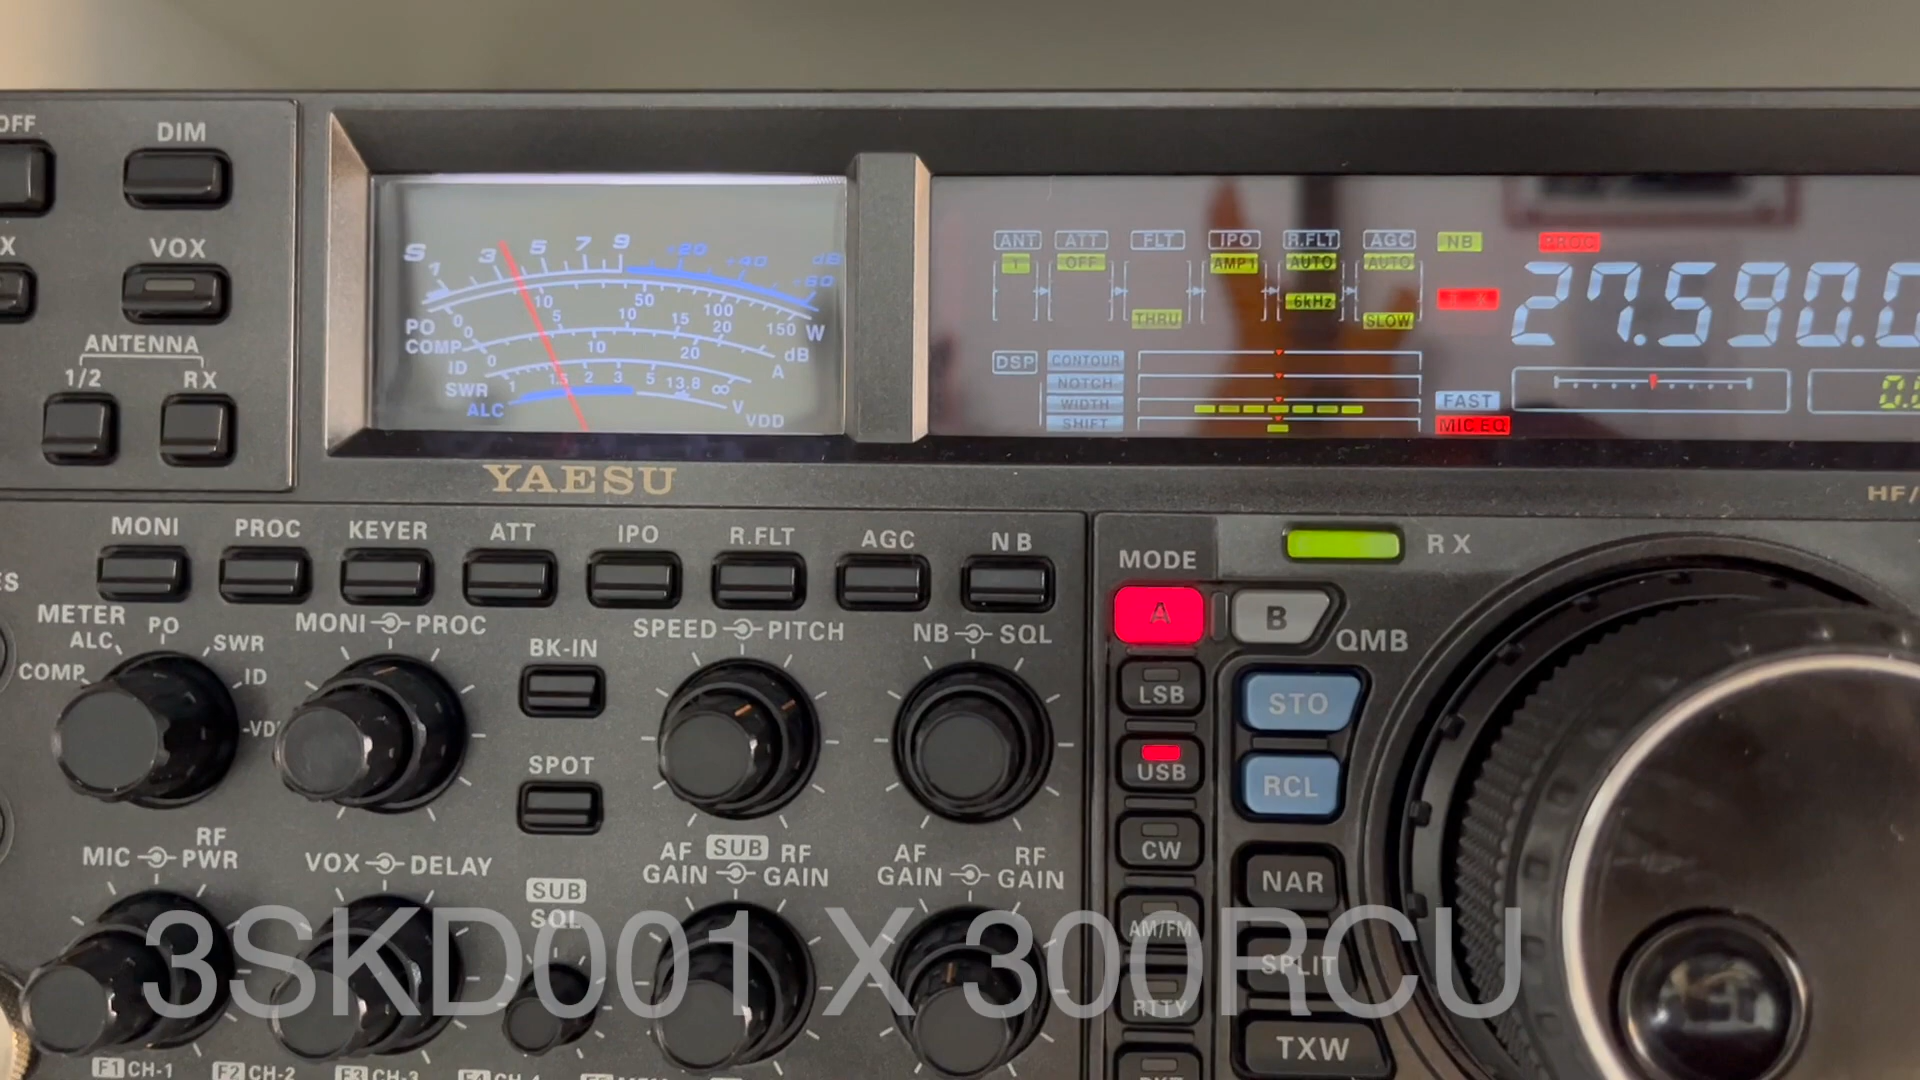 OFF
DIM
VOX
ANTENNA
1/2 RX
S 1 3 5 7 9 +20 +40 +60 dB
PO 0 10 50 100 150 W
COMP 0 5 10 15 20 dB
ID 0 10 20 A
SWR 1 1.5 2 3 5 ∞
ALC 13.8 V
VDD
ANT ATT FLT IPO R.FLT AGC NB PROC
1 OFF AMP1 AUTO AUTO
6kHz
THRU SLOW
27.590.0
DSP CONTOUR
NOTCH
WIDTH
SHIFT
FAST
MIC EQ
0.0
YAESU
HF/
MONI PROC KEYER ATT IPO R.FLT AGC NB
MODE
RX
METER
ALC PO SWR
COMP ID
VD
MONI PROC
BK-IN
SPEED PITCH
NB SQL
A B
QMB
LSB STO
USB RCL
SPOT
CW
MIC RF PWR
VOX DELAY
SUB SQL
AF GAIN SUB RF GAIN
AF GAIN RF GAIN
NAR
AM/FM
SPLIT
RTTY
TXW
3SKD001 X 300RCU
F1 CH-1 F2 CH-2 F3 CH-3